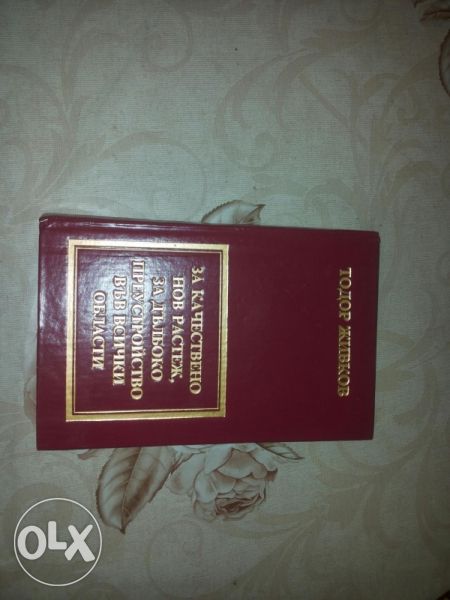 ТОДОР ЖИВКОВ
ЗА КАЧЕСТВЕНО
НОВ РАСТЕЖ,
ЗА ДЪЛБОКО
ПРЕУСТРОЙСТВО
ВЪВ ВСИЧКИ
ОБЛАСТИ
OLX